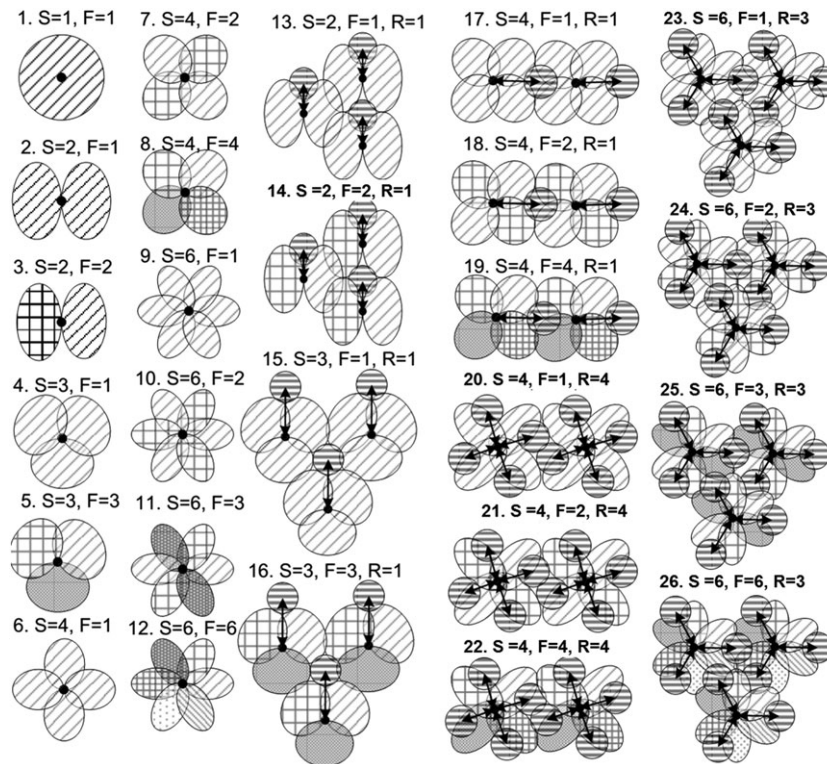 1. S=1, F=1
2. S=2, F=1
3. S=2, F=2
4. S=3, F=1
5. S=3, F=3
6. S=4, F=1
7. S=4, F=2
8. S=4, F=4
9. S=6, F=1
10. S=6, F=2
11. S=6, F=3
12. S=6, F=6
13. S=2, F=1, R=1
14. S =2, F=2, R=1
15. S=3, F=1, R=1
16. S=3, F=3, R=1
17. S=4, F=1, R=1
18. S=4, F=2, R=1
19. S=4, F=4, R=1
20. S=4, F=1, R=4
21. S =4, F=2, R=4
22. S =4, F=4, R=4
23. S =6, F=1, R=3
24. S =6, F=2, R=3
25. S =6, F=3, R=3
26. S =6, F=6, R=3